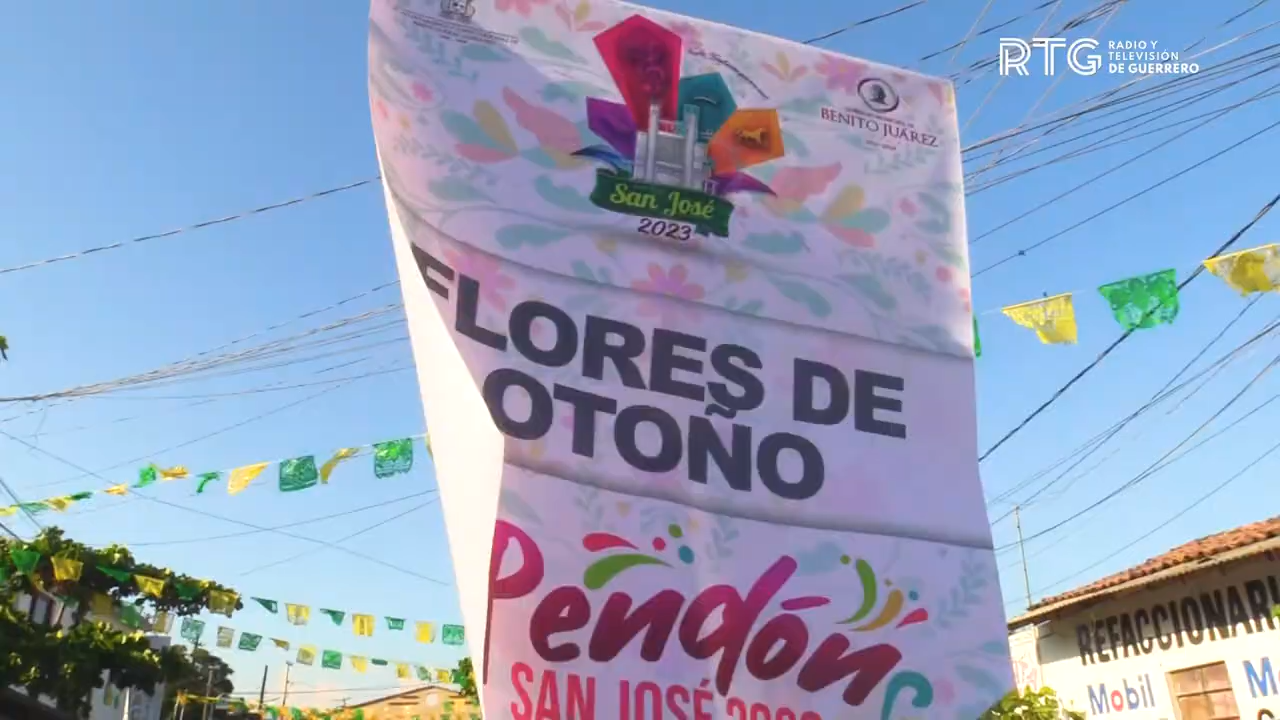 RTG RADIO Y
TELEVISIÓN
DE GUERRERO
BENITO JUÁREZ
San José
2023
FLORES DE
OTOÑO
Pendón
SAN JOSÉ
REFACCIONARI
Mobil